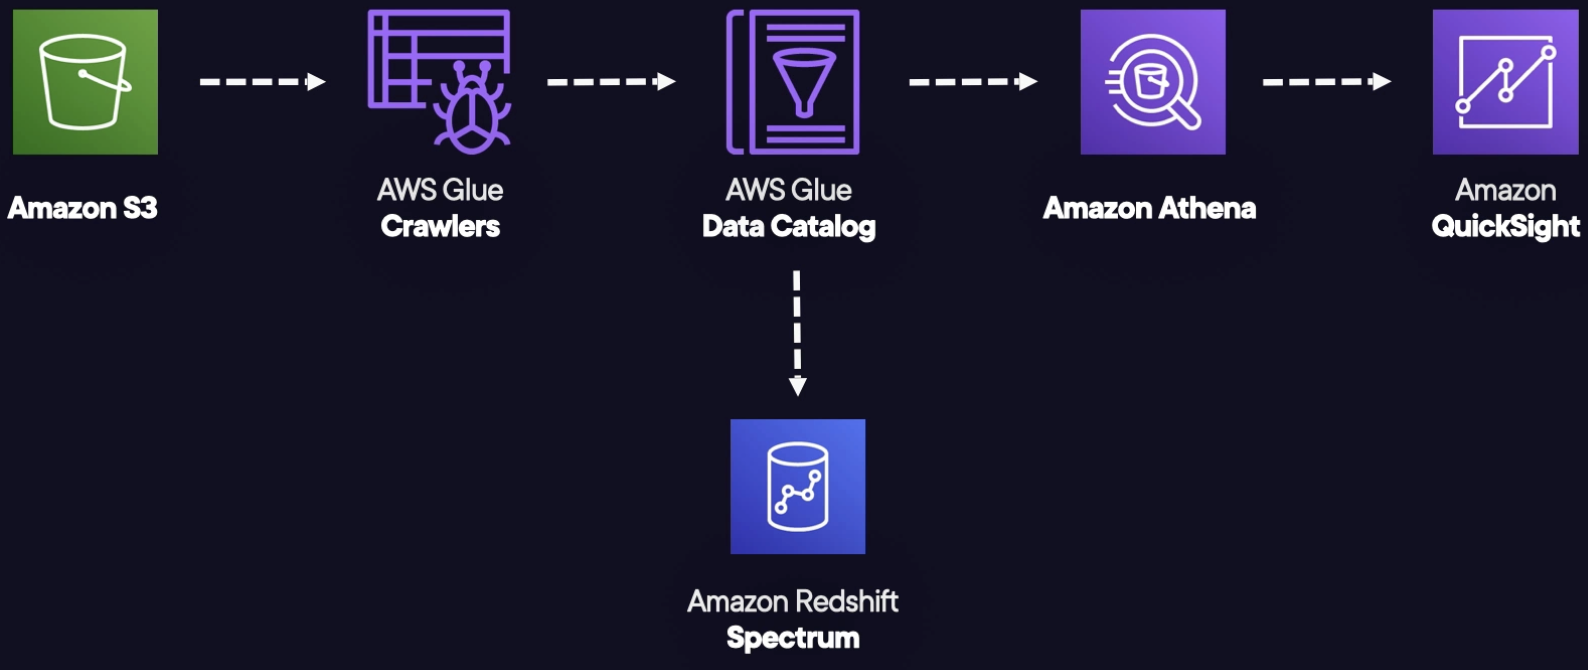 Amazon S3
AWS Glue
Crawlers
AWS Glue
Data Catalog
Amazon Athena
Amazon
QuickSight
Amazon Redshift
Spectrum